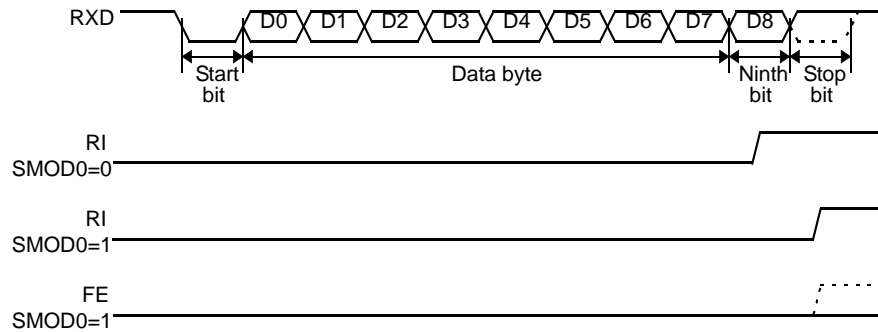 RXD D0 D1 D2 D3 D4 D5 D6 D7 D8
Start bit
Data byte
Ninth bit
Stop bit
RI
SMOD0=0
RI
SMOD0=1
FE
SMOD0=1